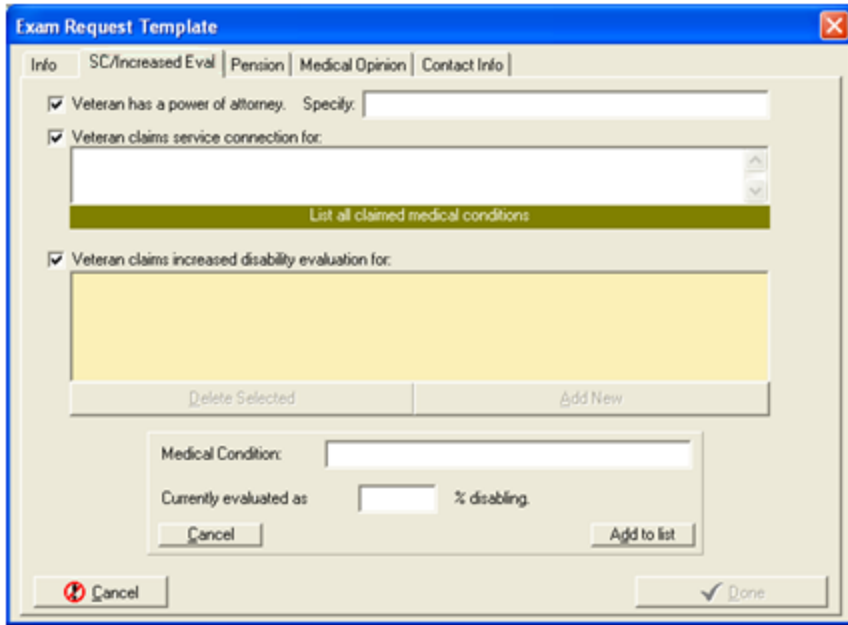 Exam Request Template
Info SC/Increased Eval Pension Medical Opinion Contact Info
Veteran has a power of attorney. Specify:
Veteran claims service connection for:
List all claimed medical conditions
Veteran claims increased disability evaluation for:
Delete Selected Add New
Medical Condition:
Currently evaluated as % disabling.
Cancel Add to list
Cancel Done